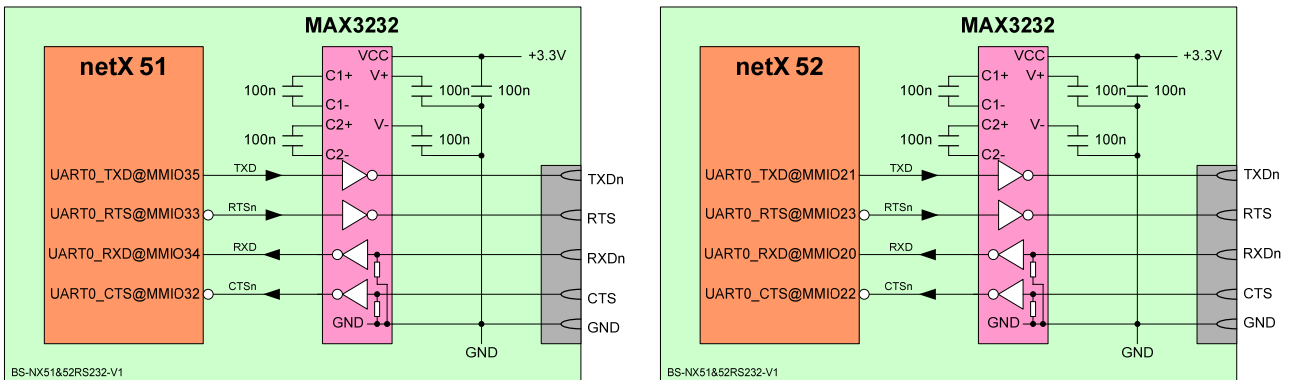 MAX3232
netX 51
VCC
+3.3V
C1+
V+
100n
100n
100n
C1-
C2+
V-
100n
100n
C2-
UART0_TXD@MMIO35
TXD
TXDn
UART0_RTS@MMIO33
RTSn
RTS
UART0_RXD@MMIO34
RXD
RXDn
UART0_CTS@MMIO32
CTSn
CTS
GND
GND
GND
BS-NX51&52RS232-V1
MAX3232
netX 52
VCC
+3.3V
C1+
V+
100n
100n
100n
C1-
C2+
V-
100n
100n
C2-
UART0_TXD@MMIO21
TXD
TXDn
UART0_RTS@MMIO23
RTSn
RTS
UART0_RXD@MMIO20
RXD
RXDn
UART0_CTS@MMIO22
CTSn
CTS
GND
GND
GND
BS-NX51&52RS232-V1